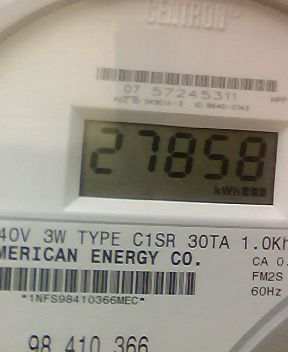 CENTRON®
07 57245311
27858
kWh
40V 3W TYPE C1SR 30TA 1.0Kh
MERICAN ENERGY CO.
CA 0.
FM2S
*1NFS98410366MEC*
60Hz
98 410 366